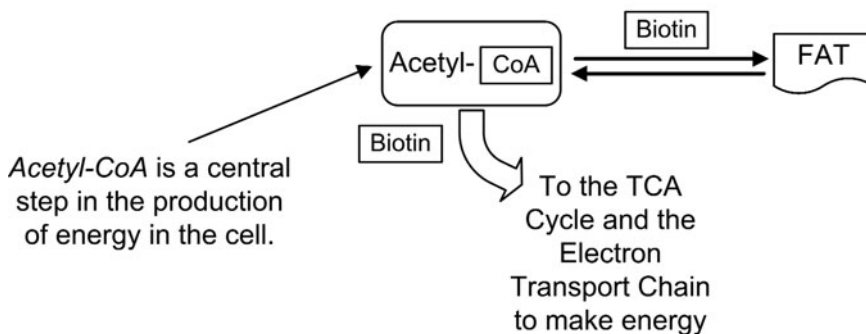 Biotin
Acetyl- CoA
FAT
Biotin
Acetyl-CoA is a central
step in the production
of energy in the cell.
To the TCA
Cycle and the
Electron
Transport Chain
to make energy